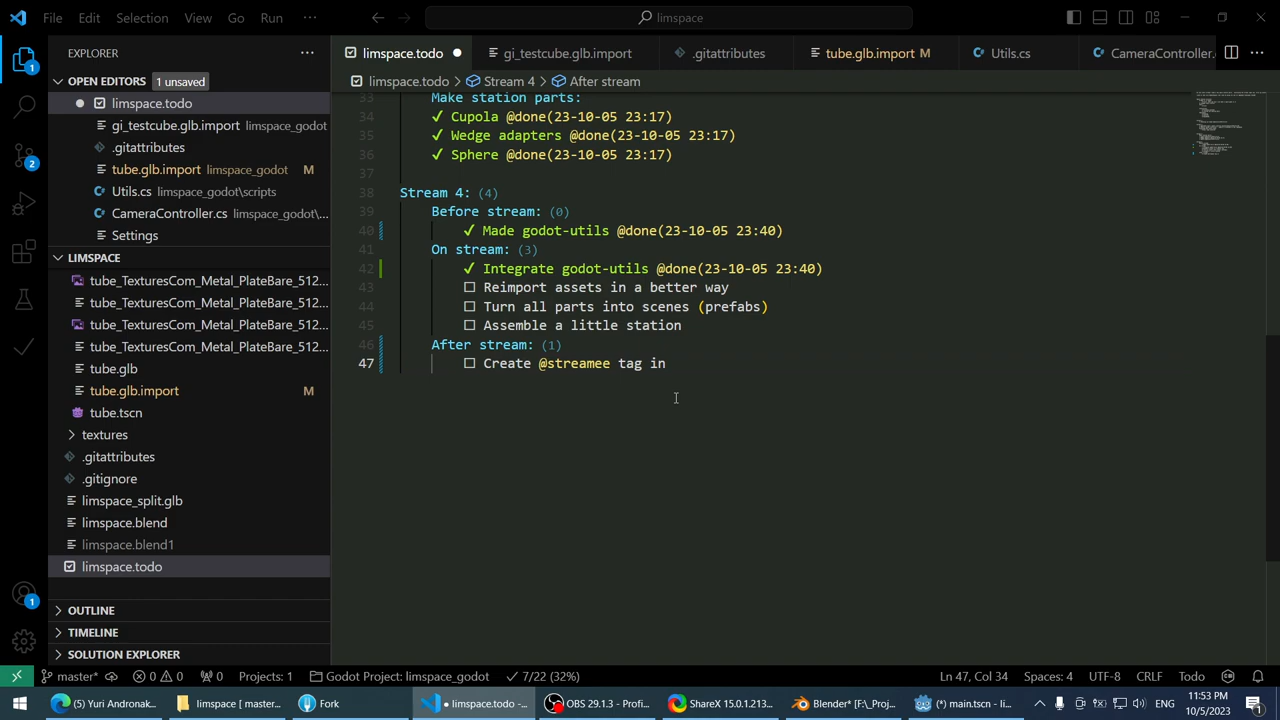 File Edit Selection View Go Run ··· limspace
EXPLORER ···
OPEN EDITORS 1 unsaved
limspace.todo
gi_testcube.glb.import limspace_godot
.gitattributes
tube.glb.import limspace_godot M
Utils.cs limspace_godot\scripts
CameraController.cs limspace_godot\...
Settings
LIMSPACE
tube_TexturesCom_Metal_PlateBare_512...
tube_TexturesCom_Metal_PlateBare_512...
tube_TexturesCom_Metal_PlateBare_512...
tube_TexturesCom_Metal_PlateBare_512...
tube.glb
tube.glb.import M
tube.tscn
textures
.gitattributes
.gitignore
limspace_split.glb
limspace.blend
limspace.blend1
limspace.todo
OUTLINE
TIMELINE
SOLUTION EXPLORER
1
2
1
limspace.todo gi_testcube.glb.import .gitattributes tube.glb.import M Utils.cs CameraController.c ···
limspace.todo > Stream 4 > After stream
33 Make station parts:
34 ✓ Cupola @done(23-10-05 23:17)
35 ✓ Wedge adapters @done(23-10-05 23:17)
36 ✓ Sphere @done(23-10-05 23:17)
37
38 Stream 4: (4)
39 Before stream: (0)
40 ✓ Made godot-utils @done(23-10-05 23:40)
41 On stream: (3)
42 ✓ Integrate godot-utils @done(23-10-05 23:40)
43 ☐ Reimport assets in a better way
44 ☐ Turn all parts into scenes (prefabs)
45 ☐ Assemble a little station
46 After stream: (1)
47 ☐ Create @streamee tag in
master* 0 0 0 Projects: 1 Godot Project: limspace_godot 7/22 (32%) Ln 47, Col 34 Spaces: 4 UTF-8 CRLF Todo
(5) Yuri Andronak... limspace [ master... Fork ● limspace.todo -... OBS 29.1.3 - Profi... ShareX 15.0.1.213... Blender* [F:\_Proj... (*) main.tscn - li... ENG 11:53 PM
10/5/2023 1